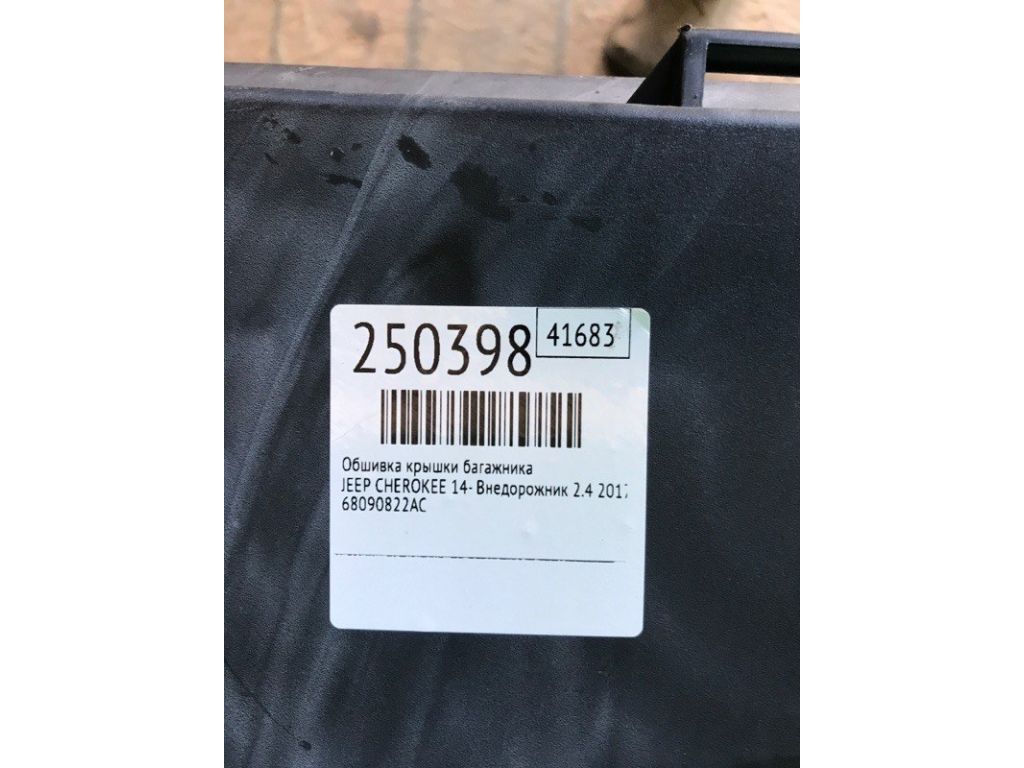 250398
41683
Обшивка крышки багажника
JEEP CHEROKEE 14- Внедорожник 2.4 2017
68090822AC